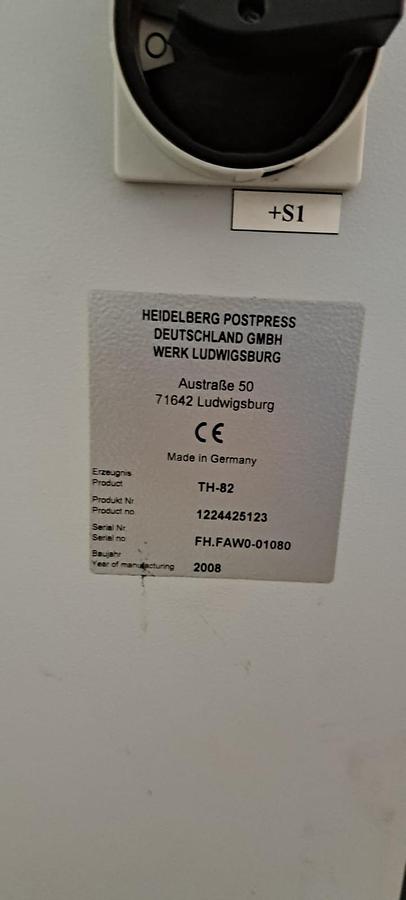 O
+S1
HEIDELBERG POSTPRESS
DEUTSCHLAND GMBH
WERK LUDWIGSBURG
Austraße 50
71642 Ludwigsburg
CE
Made in Germany
Erzeugnis
Product TH-82
Produkt Nr
Product no 1224425123
Serial Nr
Serial no FH.FAW0-01080
Baujahr
Year of manufacturing 2008